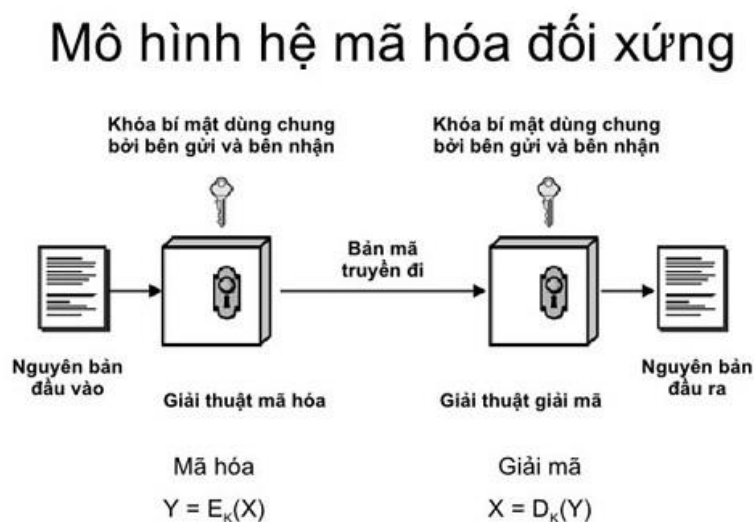 Mô hình hệ mã hóa đối xứng
Khóa bí mật dùng chung
bởi bên gửi và bên nhận
Khóa bí mật dùng chung
bởi bên gửi và bên nhận
Bản mã
truyền đi
Nguyên bản
đầu vào
Giải thuật mã hóa
Giải thuật giải mã
Nguyên bản
đầu ra
Mã hóa
Giải mã
Y = E_K(X)
X = D_K(Y)